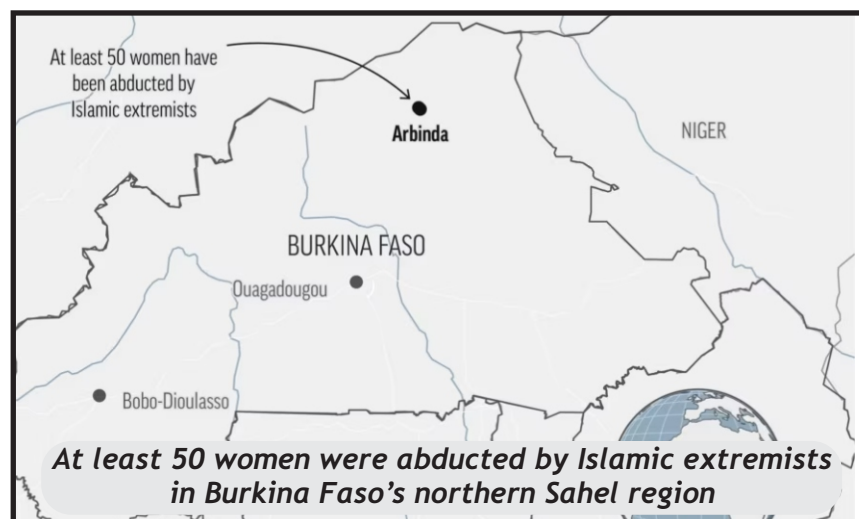 At least 50 women have
been abducted by
Islamic extremists
Arbinda
NIGER
BURKINA FASO
Ouagadougou
Bobo-Dioulasso
At least 50 women were abducted by Islamic extremists
in Burkina Faso's northern Sahel region